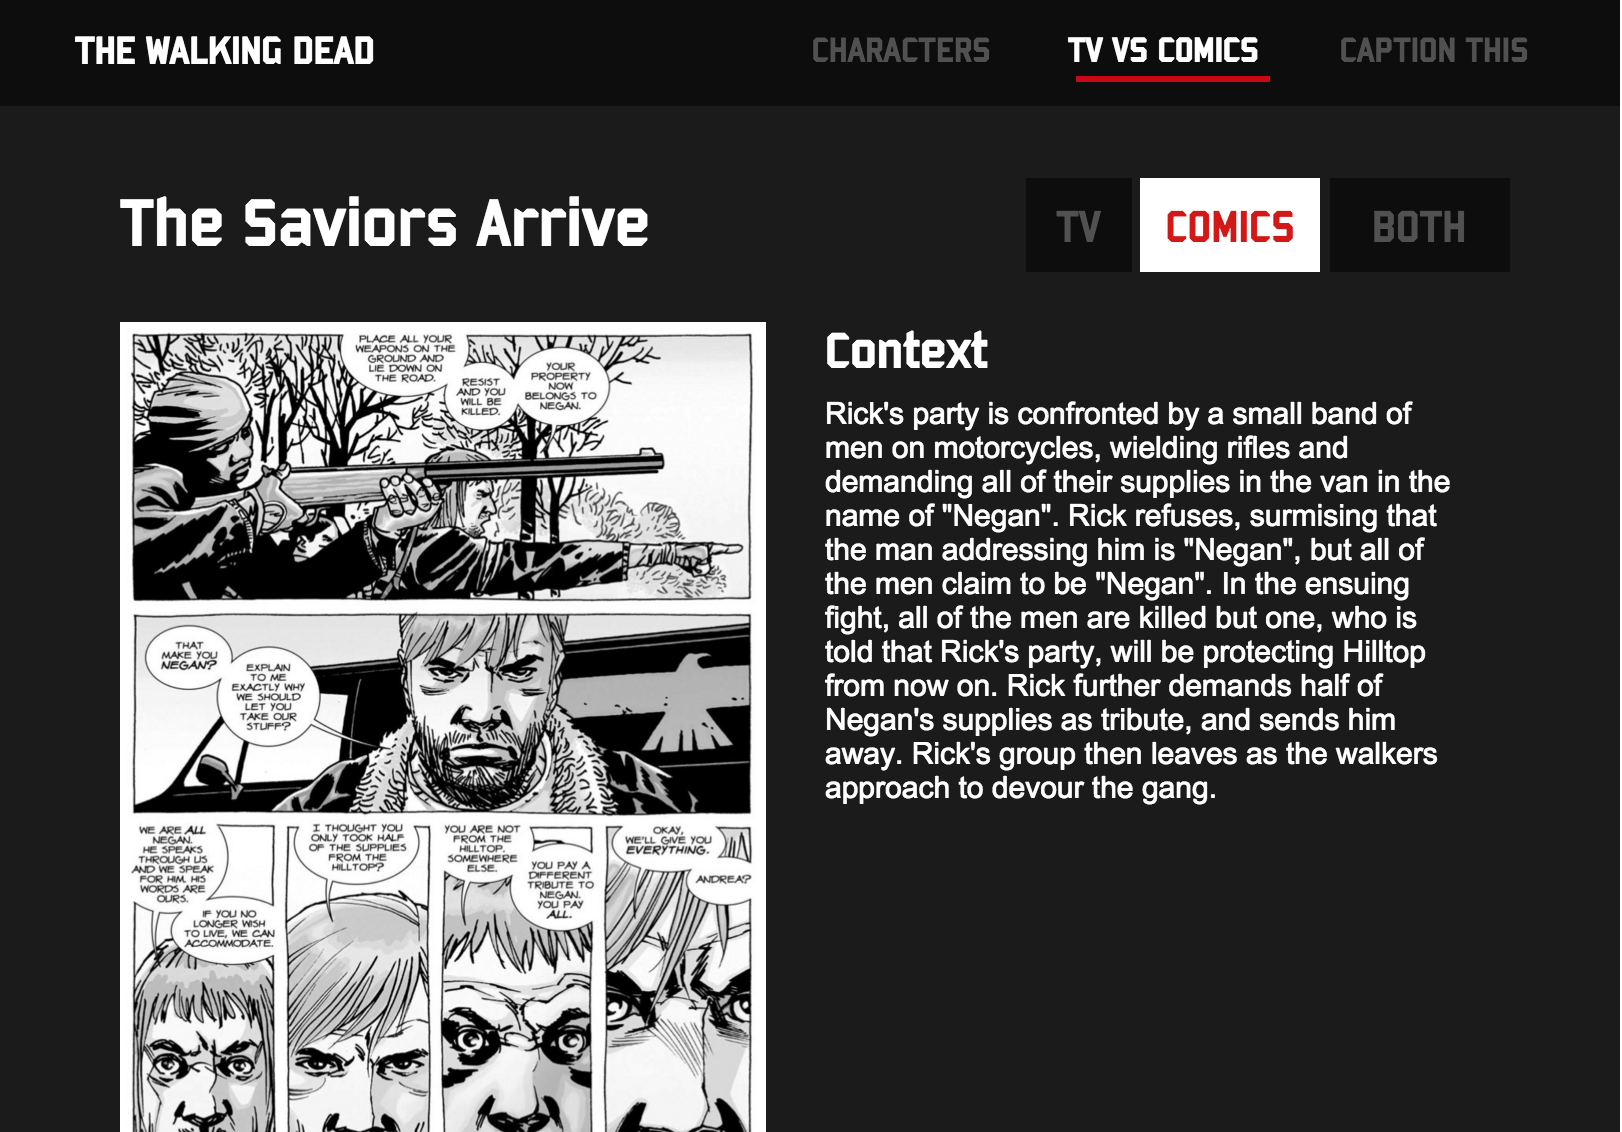 THE WALKING DEAD
CHARACTERS
TV VS COMICS
CAPTION THIS
The Saviors Arrive
TV
COMICS
BOTH
PLACE ALL YOUR
WEAPONS ON THE
GROUND AND
LIE DOWN ON
THE ROAD.
RESIST
AND YOU
WILL BE
KILLED.
YOUR
PROPERTY
NOW
BELONGS TO
NEGAN.
THAT
MAKE YOU
NEGAN?
EXPLAIN
TO ME
EXACTLY WHY
WE SHOULD
LET YOU
TAKE OUR
STUFF?
WE ARE ALL
NEGAN.
HE SPEAKS
THROUGH US
AND WE SPEAK
FOR HIM. HIS
WORDS ARE
OURS.
IF YOU NO
LONGER WISH
TO LIVE, WE CAN
ACCOMMODATE.
I THOUGHT YOU
ONLY TOOK HALF
OF THE SUPPLIES
FROM THE
HILLTOP?
YOU ARE NOT
FROM THE
HILLTOP.
SOMEWHERE
ELSE.
YOU PAY A
DIFFERENT
TRIBUTE TO
NEGAN.
YOU PAY
ALL.
OKAY,
WE'LL GIVE YOU
EVERYTHING.
ANDREA?
Context
Rick's party is confronted by a small band of
men on motorcycles, wielding rifles and
demanding all of their supplies in the van in the
name of "Negan". Rick refuses, surmising that
the man addressing him is "Negan", but all of
the men claim to be "Negan". In the ensuing
fight, all of the men are killed but one, who is
told that Rick's party, will be protecting Hilltop
from now on. Rick further demands half of
Negan's supplies as tribute, and sends him
away. Rick's group then leaves as the walkers
approach to devour the gang.